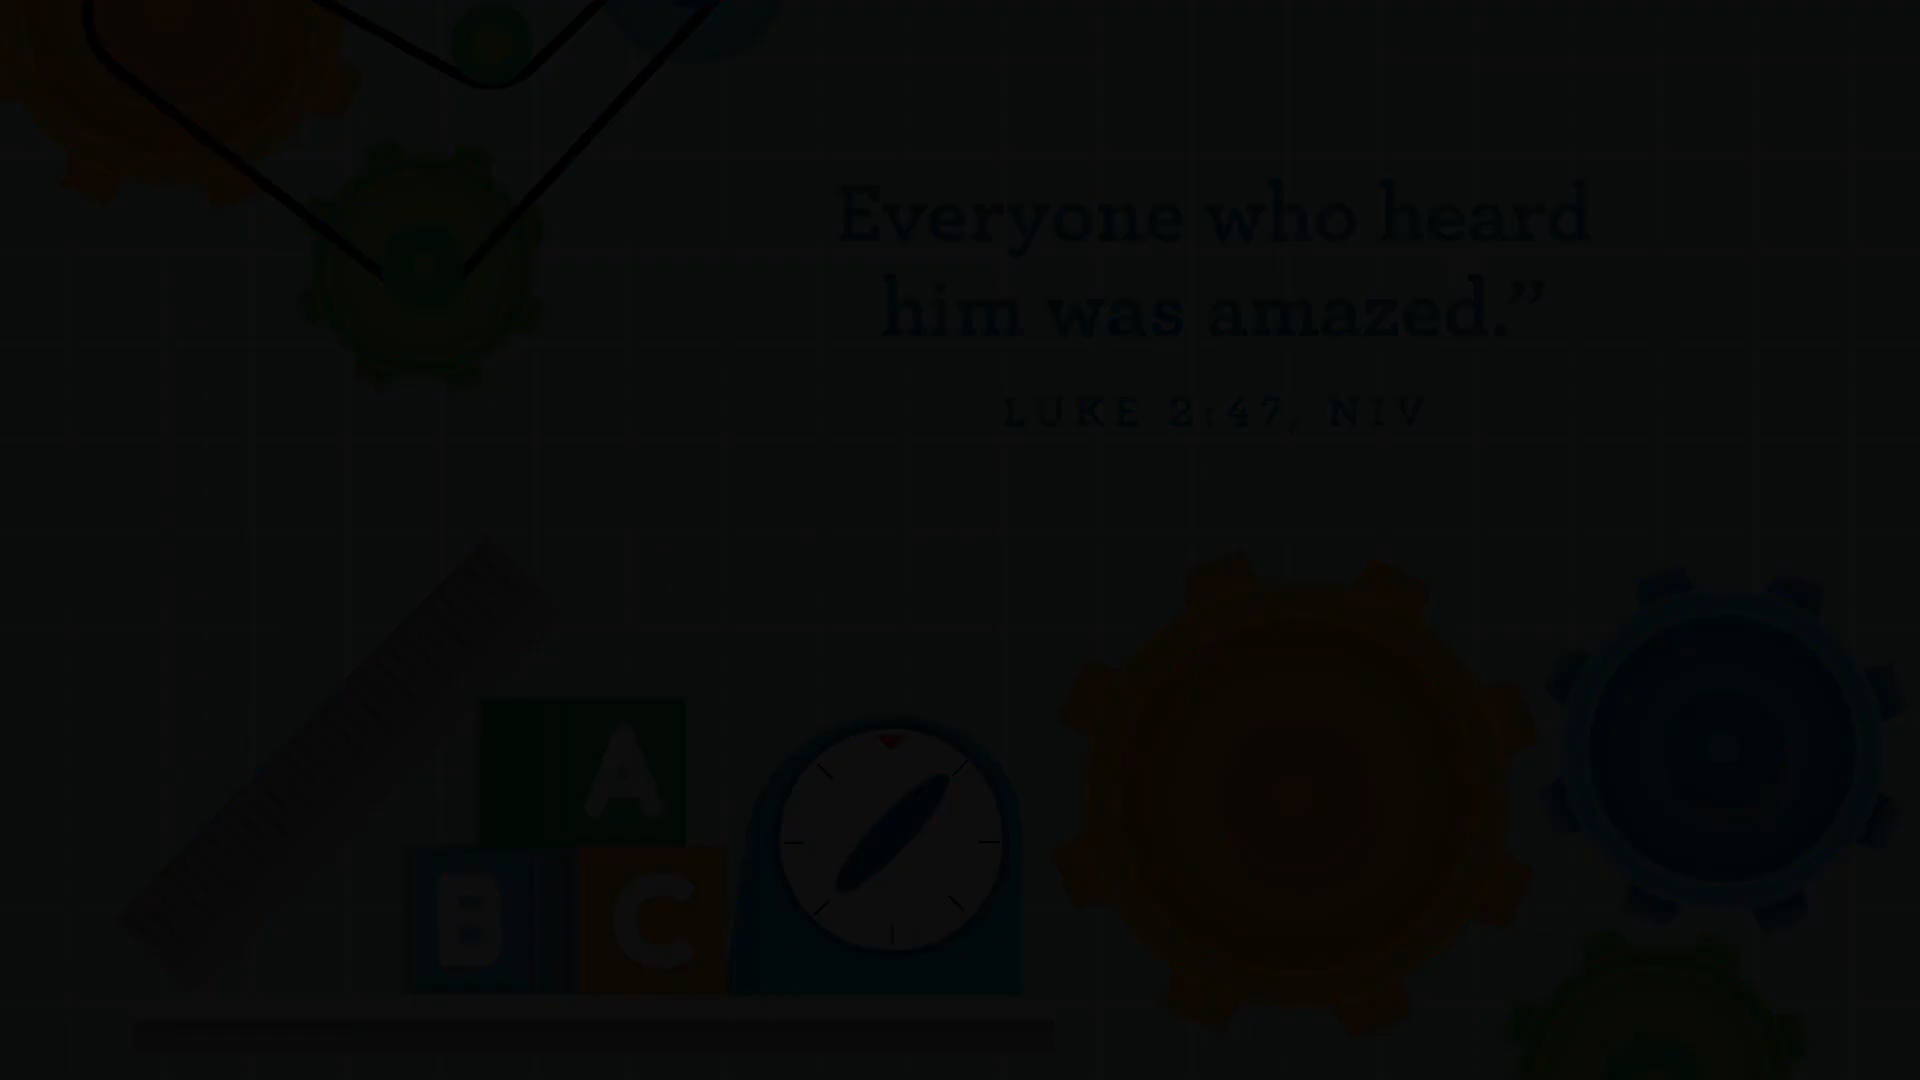 Everyone who heard
him was amazed.”
LUKE 2:47, NIV
A
B C